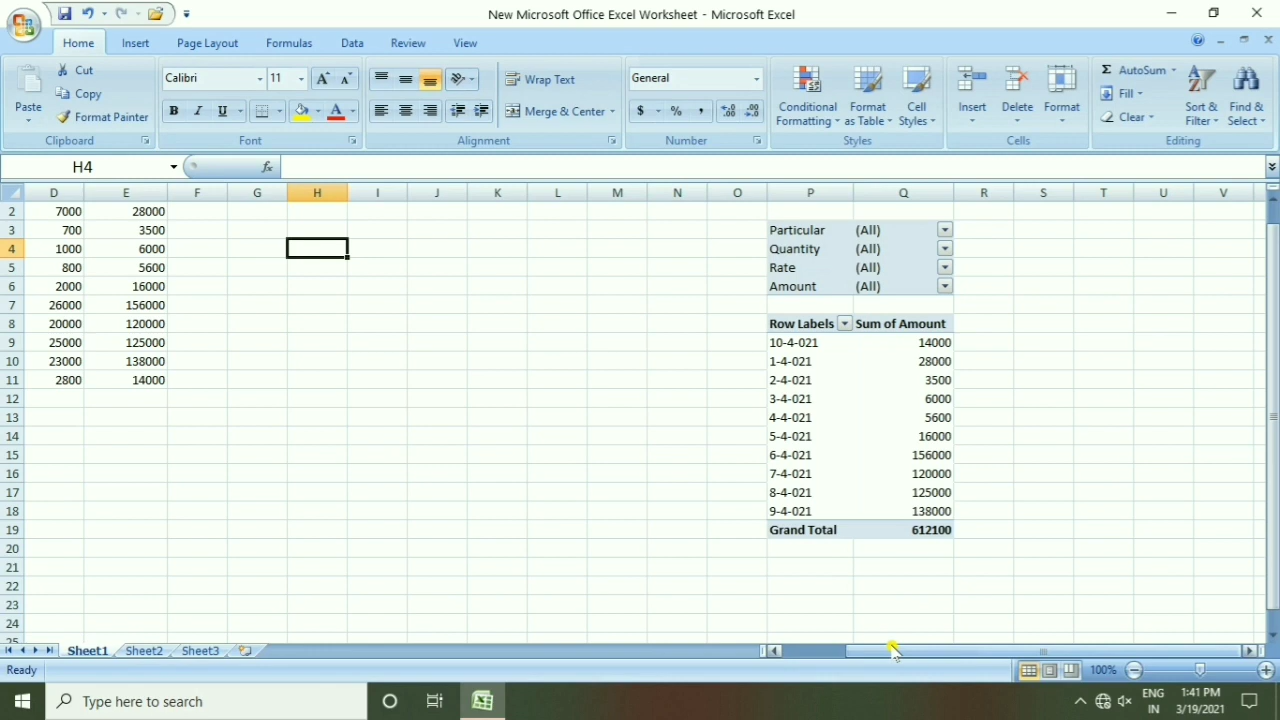 New Microsoft Office Excel Worksheet - Microsoft Excel
Home Insert Page Layout Formulas Data Review View
Paste
Cut
Copy
Format Painter
Clipboard
Calibri 11
B I U A
Font
Wrap Text
Merge & Center
Alignment
General
$ % ,
Number
Conditional Formatting
Format as Table
Cell Styles
Styles
Insert Delete Format
Cells
Σ AutoSum
Fill
Clear
Sort & Filter
Find & Select
Editing
H4 fx
D E F G H I J K L M N O P Q R S T U V
2 7000 28000
3 700 3500 Particular (All)
4 1000 6000 Quantity (All)
5 800 5600 Rate (All)
6 2000 16000 Amount (All)
7 26000 156000
8 20000 120000 Row Labels Sum of Amount
9 25000 125000 10-4-021 14000
10 23000 138000 1-4-021 28000
11 2800 14000 2-4-021 3500
12 3-4-021 6000
13 4-4-021 5600
14 5-4-021 16000
15 6-4-021 156000
16 7-4-021 120000
17 8-4-021 125000
18 9-4-021 138000
19 Grand Total 612100
20
21
22
23
24
25
Sheet1 Sheet2 Sheet3
Ready 100%
Type here to search
ENG
IN
1:41 PM
3/19/2021